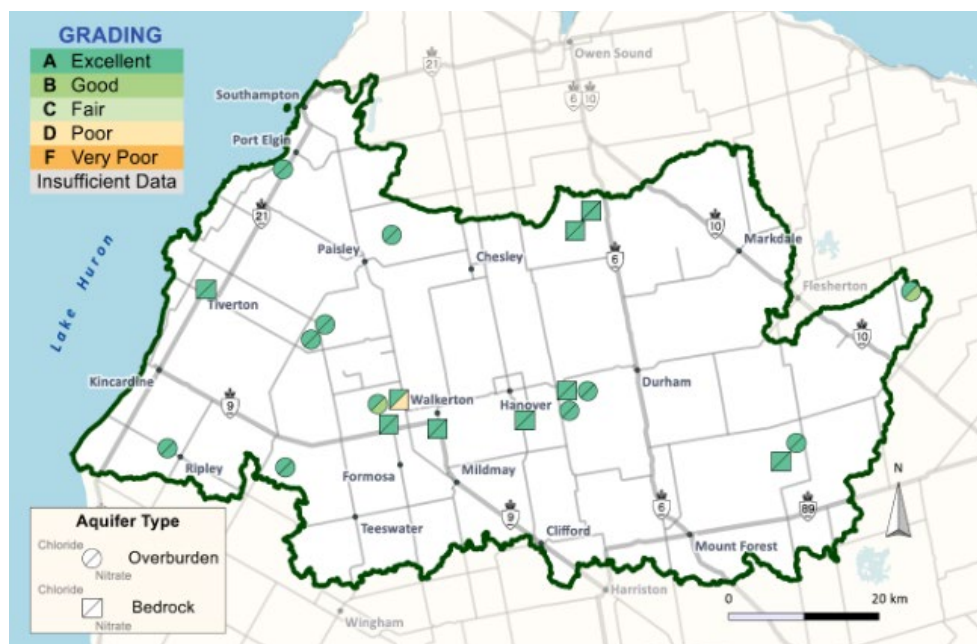 GRADING
A Excellent
B Good
C Fair
D Poor
F Very Poor
Insufficient Data
Owen Sound
21
6 10
Southampton
Port Elgin
21
Paisley
Chesley
6
10
Markdale
Flesherton
Lake Huron
Tiverton
10
Kincardine
9
Walkerton
Hanover
Durham
Ripley
Formosa
Mildmay
N
Teeswater
9
Clifford
6
Mount Forest
89
Harriston
Wingham
Aquifer Type
Chloride
Overburden
Nitrate
Chloride
Bedrock
Nitrate
0 20 km